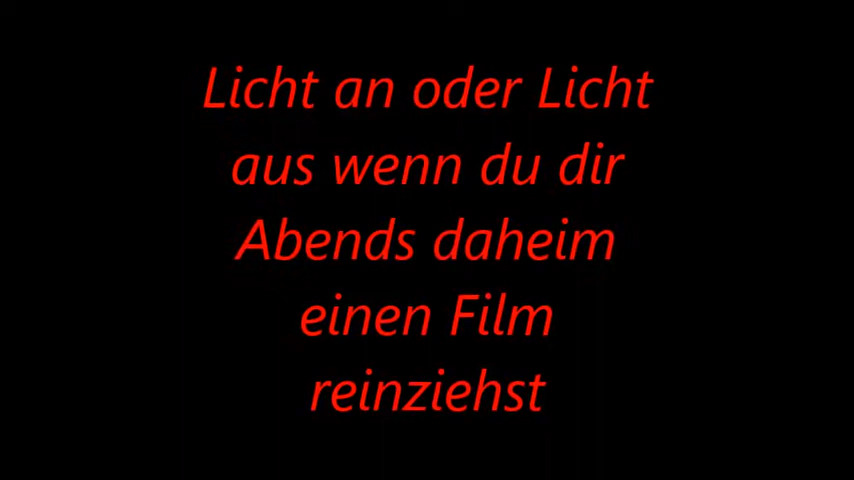 Licht an oder Licht
aus wenn du dir
Abends daheim
einen Film
reinziehst